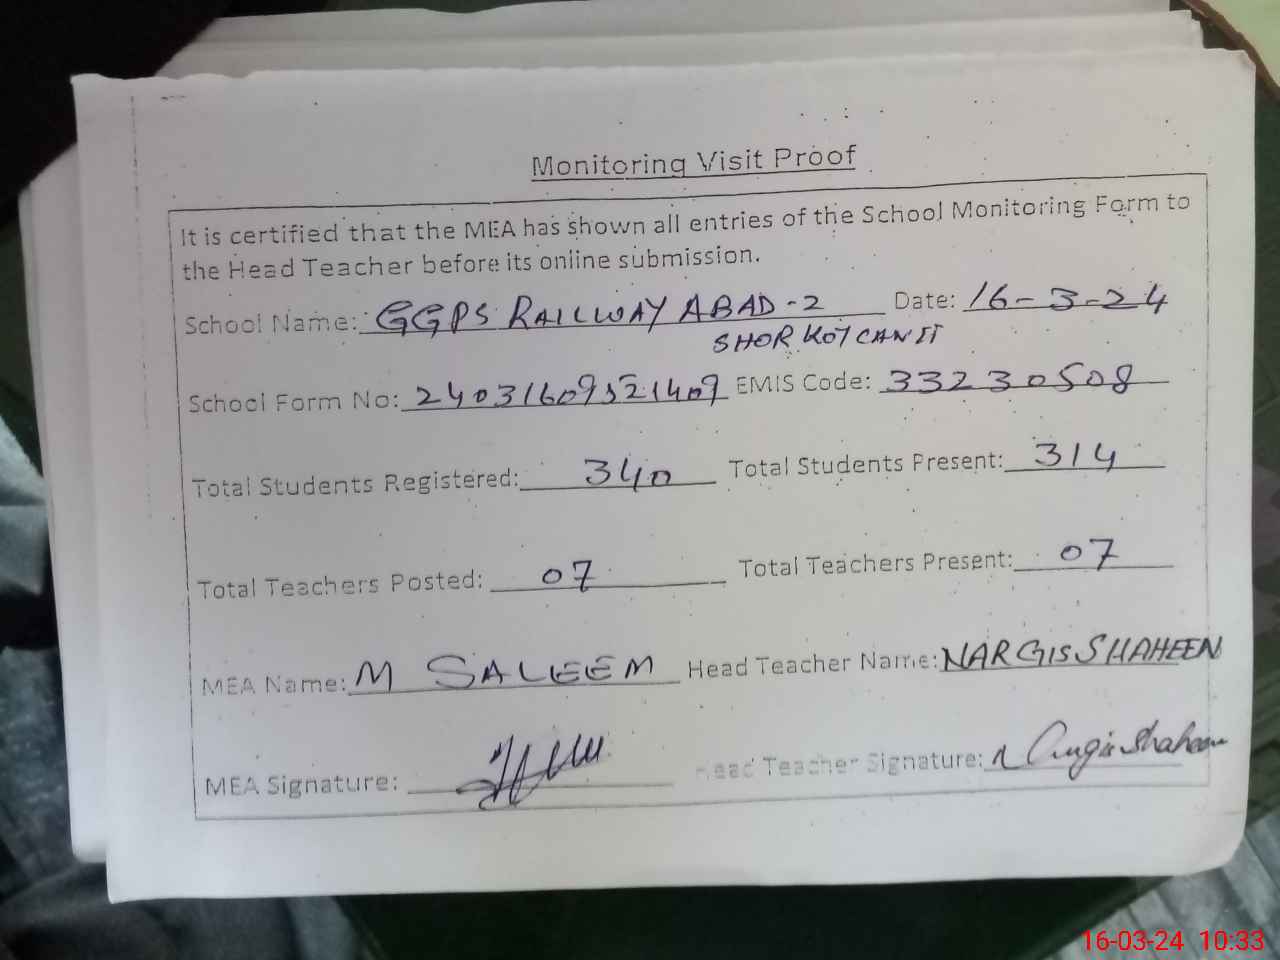 Monitoring Visit Proof
It is certified that the MEA has shown all entries of the School Monitoring Form to
the Head Teacher before its online submission.
School Name: GGPS RAILWAY ABAD-2 Date: 16-3-24
SHOR KOT CANTT
School Form No: 24031609521409 EMIS Code: 33230508
Total Students Registered: 340 Total Students Present: 314
Total Teachers Posted: 07 Total Teachers Present: 07
MEA Name: M SALEEM Head Teacher Name: NARGIS SHAHEEN
MEA Signature: Head Teacher Signature: Nargis Shaheen
16-03-24 10:33